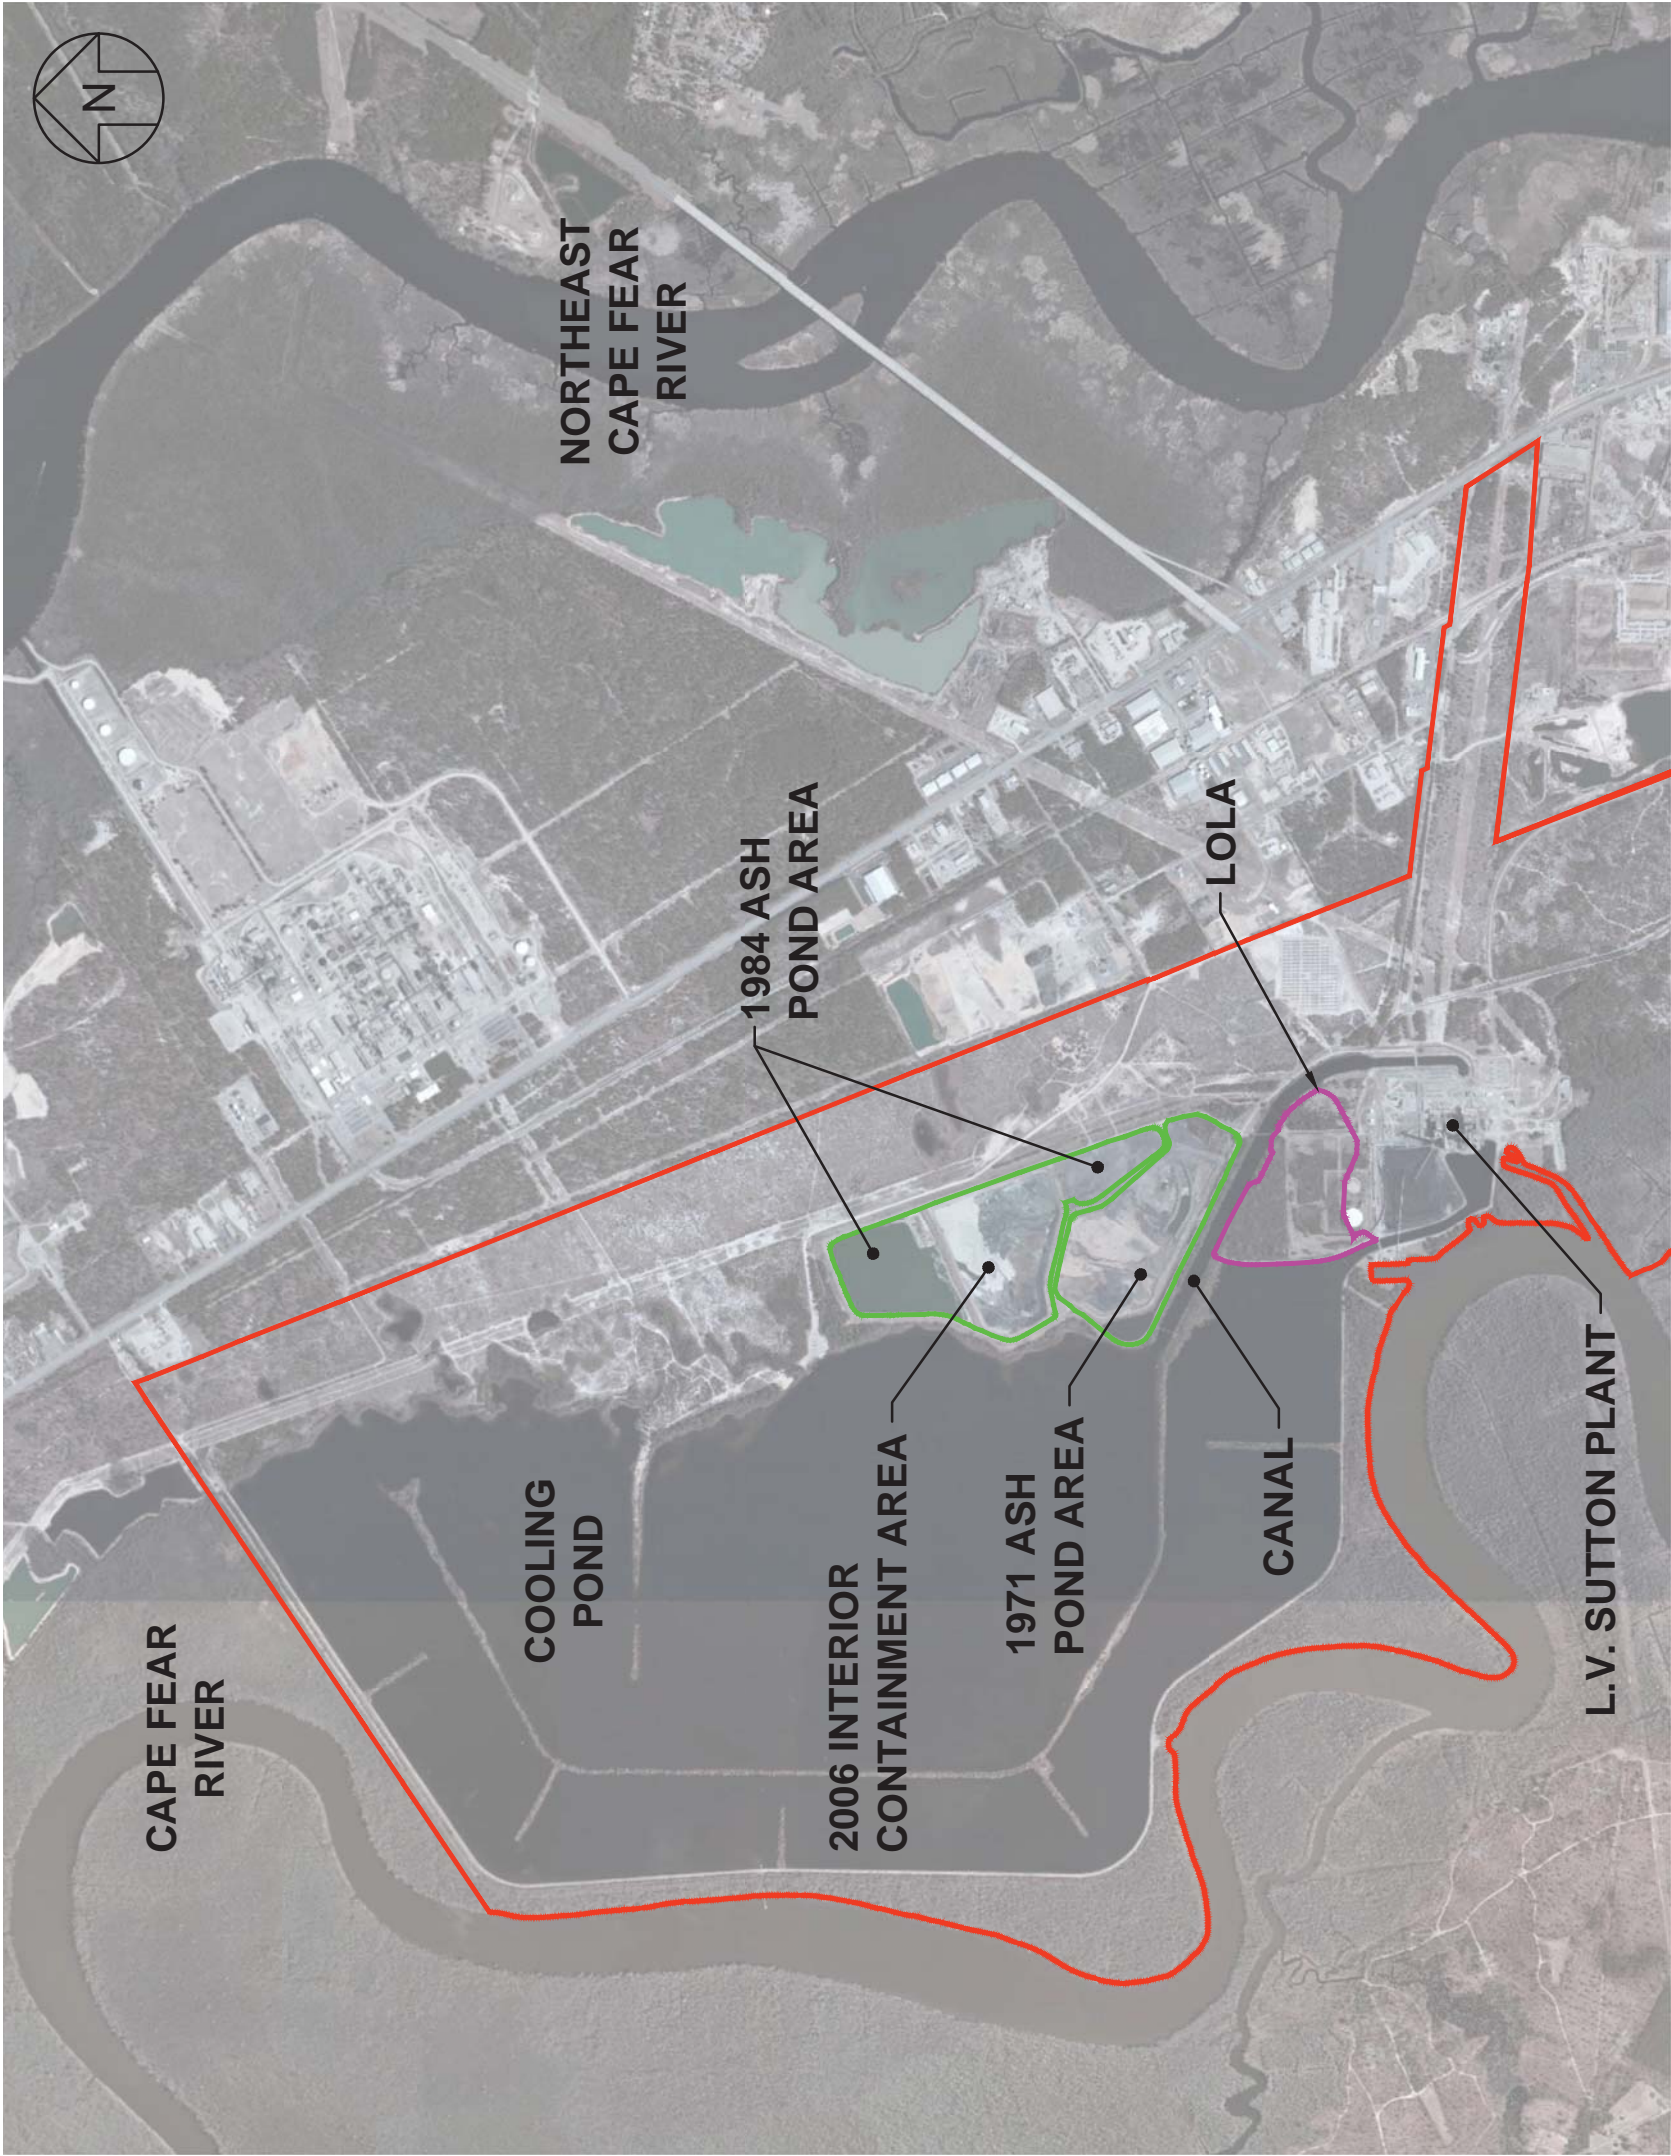 N
CAPE FEAR
RIVER
NORTHEAST
CAPE FEAR
RIVER
COOLING
POND
1984 ASH
POND AREA
2006 INTERIOR
CONTAINMENT AREA
1971 ASH
POND AREA
LOLA
CANAL
L.V. SUTTON PLANT